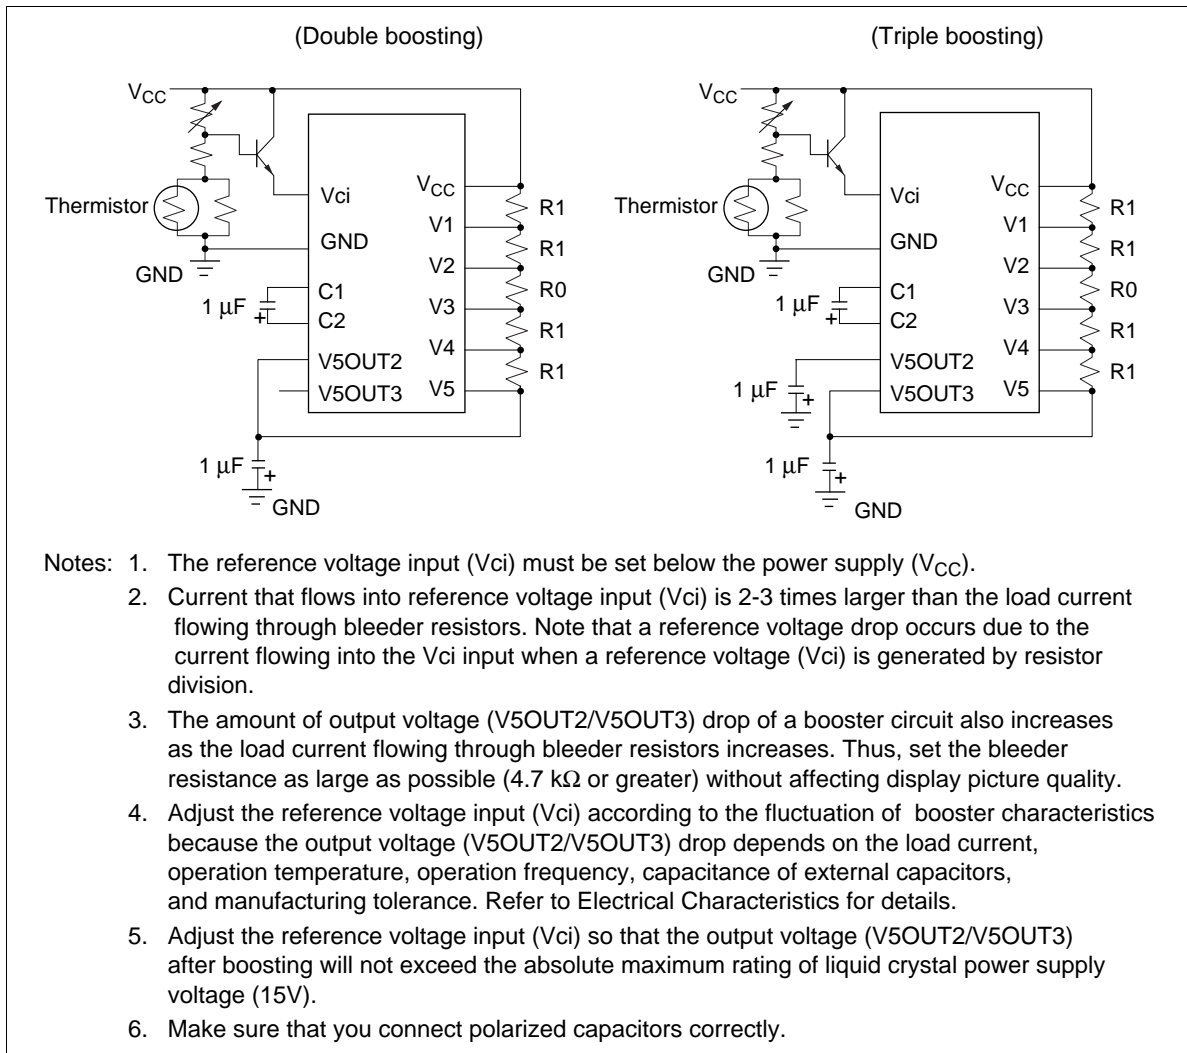 (Double boosting)
(Triple boosting)
VCC
Thermistor
GND
1 μF
+
Vci
GND
C1
C2
V5OUT2
V5OUT3
VCC
V1
V2
V3
V4
V5
R1
R1
R0
R1
R1
1 μF
+
GND
VCC
Thermistor
GND
1 μF
+
Vci
GND
C1
C2
V5OUT2
V5OUT3
VCC
V1
V2
V3
V4
V5
R1
R1
R0
R1
R1
1 μF
+
1 μF
+
GND
Notes: 1. The reference voltage input (Vci) must be set below the power supply (VCC).
2. Current that flows into reference voltage input (Vci) is 2-3 times larger than the load current
flowing through bleeder resistors. Note that a reference voltage drop occurs due to the
current flowing into the Vci input when a reference voltage (Vci) is generated by resistor
division.
3. The amount of output voltage (V5OUT2/V5OUT3) drop of a booster circuit also increases
as the load current flowing through bleeder resistors increases. Thus, set the bleeder
resistance as large as possible (4.7 kΩ or greater) without affecting display picture quality.
4. Adjust the reference voltage input (Vci) according to the fluctuation of booster characteristics
because the output voltage (V5OUT2/V5OUT3) drop depends on the load current,
operation temperature, operation frequency, capacitance of external capacitors,
and manufacturing tolerance. Refer to Electrical Characteristics for details.
5. Adjust the reference voltage input (Vci) so that the output voltage (V5OUT2/V5OUT3)
after boosting will not exceed the absolute maximum rating of liquid crystal power supply
voltage (15V).
6. Make sure that you connect polarized capacitors correctly.